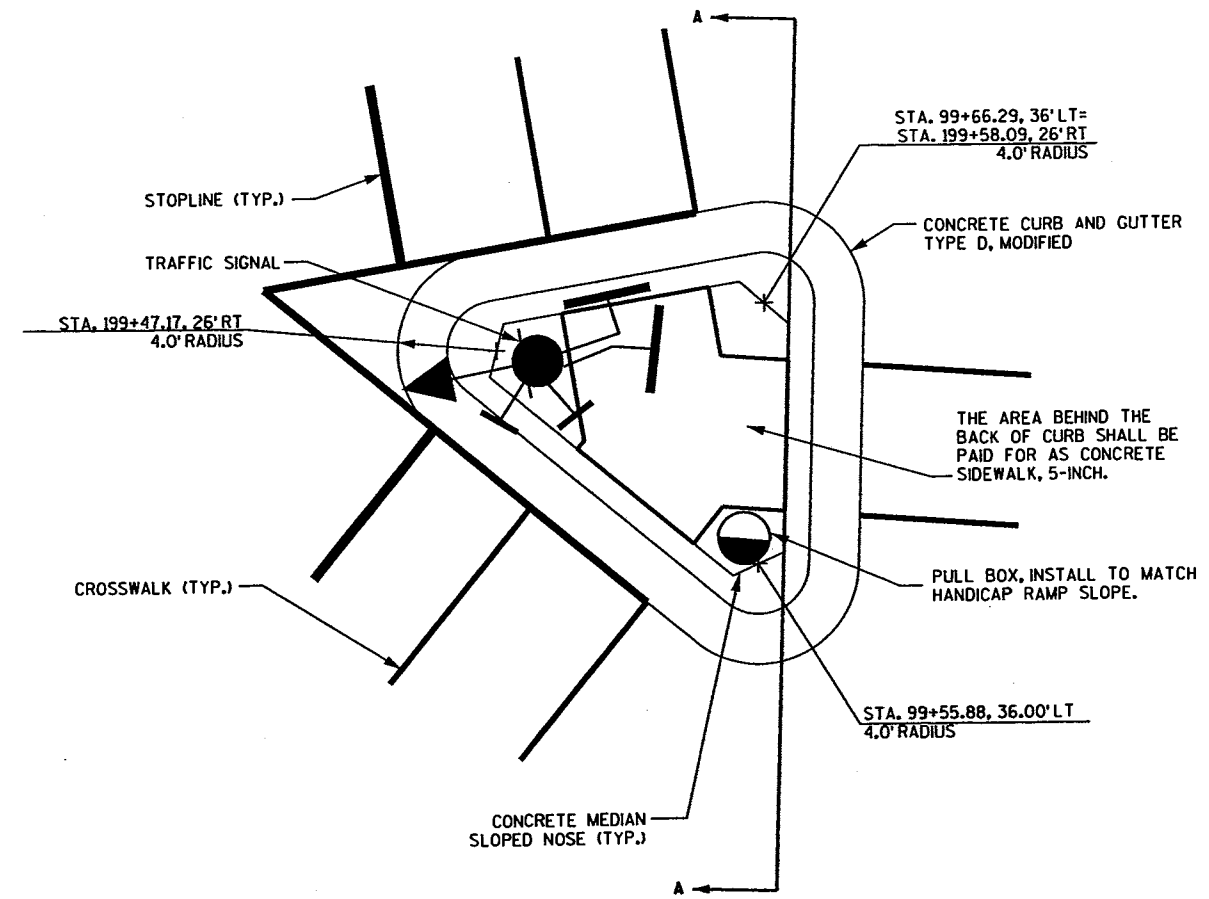 A
STA. 99+66.29, 36' LT=
STA. 199+58.09, 26' RT
4.0' RADIUS
STOPLINE (TYP.)
CONCRETE CURB AND GUTTER
TYPE D, MODIFIED
TRAFFIC SIGNAL
STA. 199+47.17, 26' RT
4.0' RADIUS
THE AREA BEHIND THE
BACK OF CURB SHALL BE
PAID FOR AS CONCRETE
SIDEWALK, 5-INCH.
CROSSWALK (TYP.)
PULL BOX, INSTALL TO MATCH
HANDICAP RAMP SLOPE.
STA. 99+55.88, 36.00' LT
4.0' RADIUS
CONCRETE MEDIAN
SLOPED NOSE (TYP.)
A